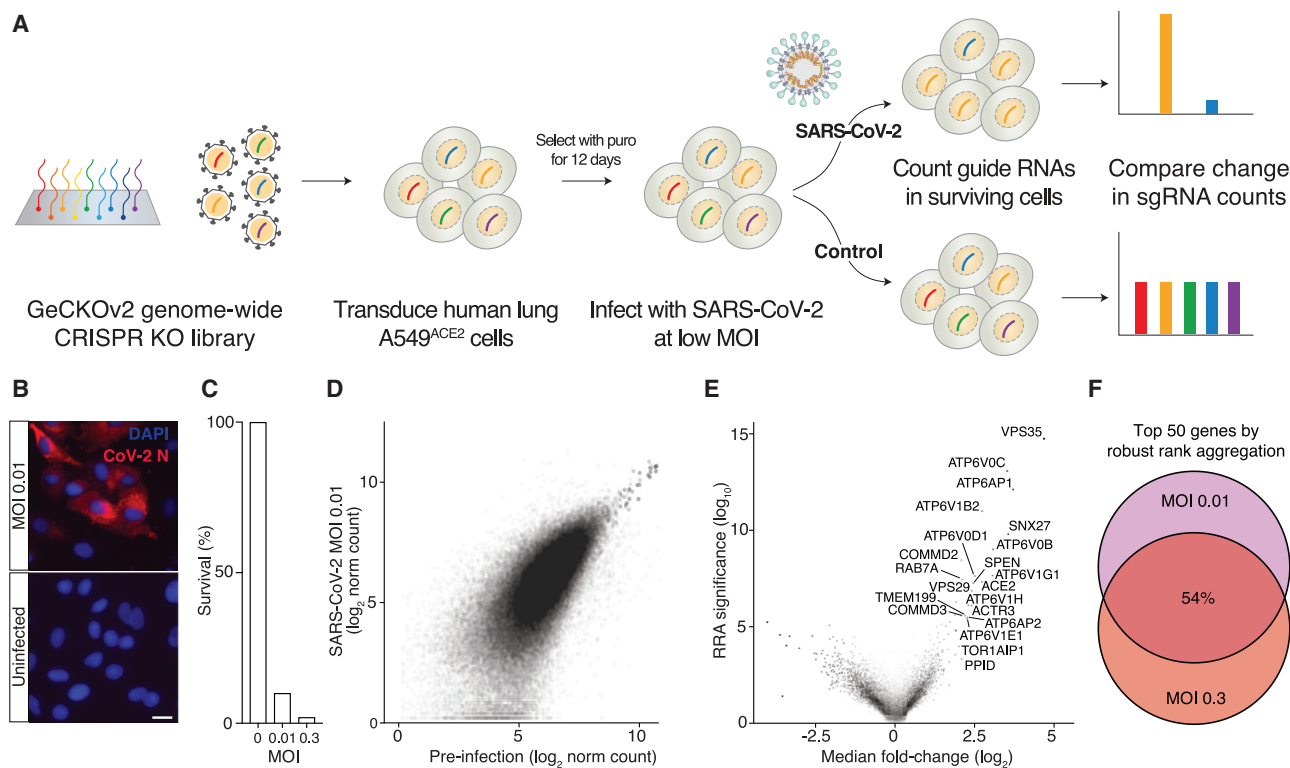 A
Select with puro
for 12 days
SARS-CoV-2
Control
Count guide RNAs
in surviving cells
Compare change
in sgRNA counts
GeCKOv2 genome-wide
CRISPR KO library
Transduce human lung
A549ACE2 cells
Infect with SARS-CoV-2
at low MOI
B
MOI 0.01
DAPI
CoV-2 N
Uninfected
C
Survival (%)
100
50
0
0 0.01 0.3
MOI
D
SARS-CoV-2 MOI 0.01
(log2 norm count)
10
5
0
0 5 10
Pre-infection (log2 norm count)
E
RRA significance (log10)
15
10
5
0
-2.5 0 2.5 5
Median fold-change (log2)
VPS35
ATP6V0C
ATP6AP1
ATP6V1B2
SNX27
ATP6V0D1
ATP6V0B
COMMD2
SPEN
RAB7A
ATP6V1G1
VPS29
ACE2
TMEM199
ATP6V1H
COMMD3
ACTR3
ATP6AP2
ATP6V1E1
TOR1AIP1
PPID
F
Top 50 genes by
robust rank aggregation
MOI 0.01
54%
MOI 0.3